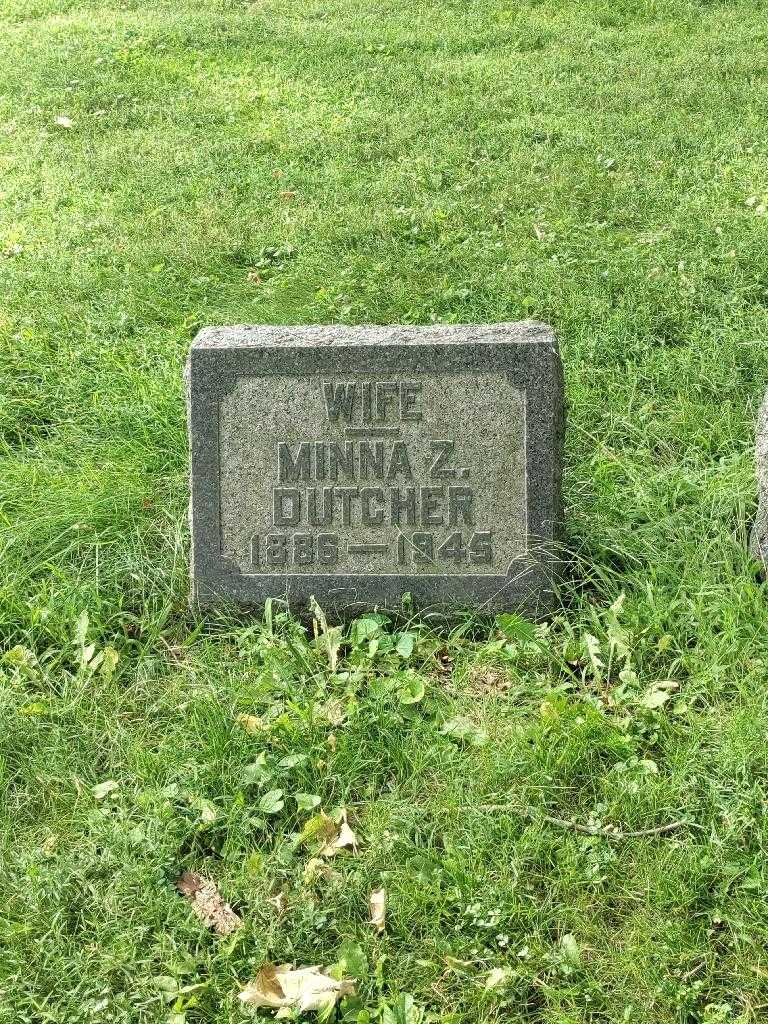 WIFE
MINNA Z.
DUTCHER
1886—1945